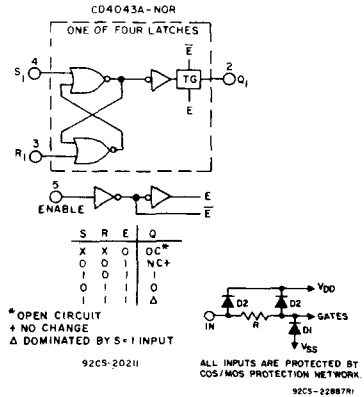 CD4043A-NOR
ONE OF FOUR LATCHES
4
S1
E
TG
2
Q1
E
3
R1
5
ENABLE
E
E
S R E Q
X X 0 OC*
0 0 1 NC+
1 0 1 1
0 1 1 0
1 1 1 Δ
* OPEN CIRCUIT
+ NO CHANGE
Δ DOMINATED BY S=1 INPUT
92CS-20211
VDD
D2 D2
IN
R
GATES
D1
VSS
ALL INPUTS ARE PROTECTED BY
COS/MOS PROTECTION NETWORK.
92CS-22887R1